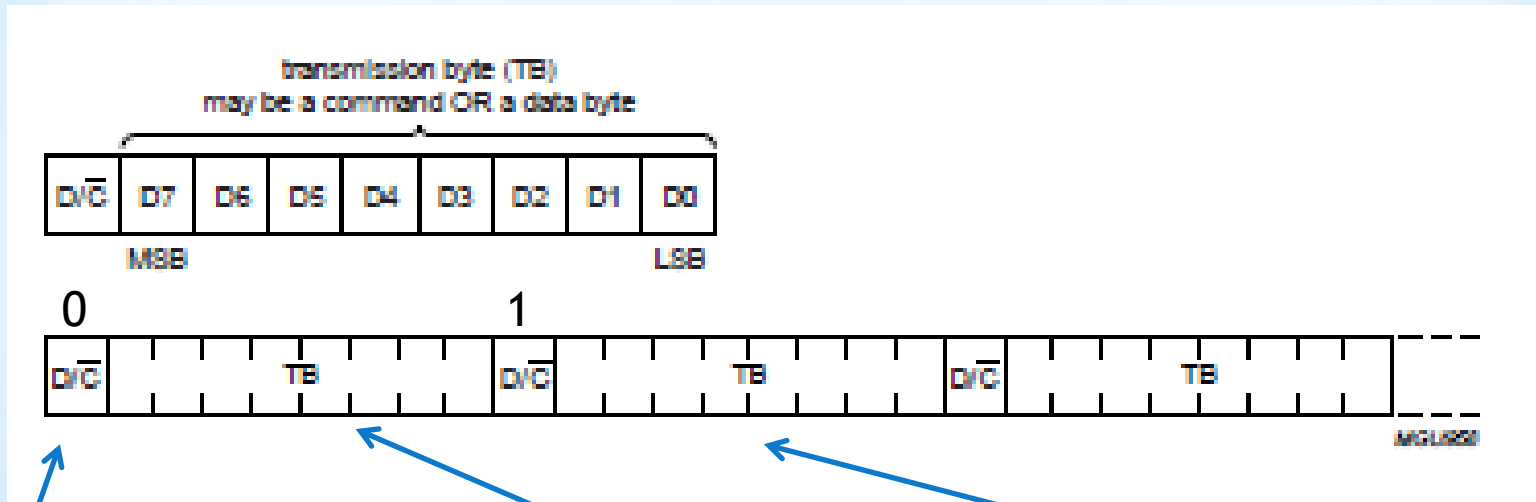 transmission byte (TB)
may be a command OR a data byte
D/C̅ D7 D6 D5 D4 D3 D2 D1 D0
MSB LSB
0 1
D/C̅ TB D/C̅ TB D/C̅ TB